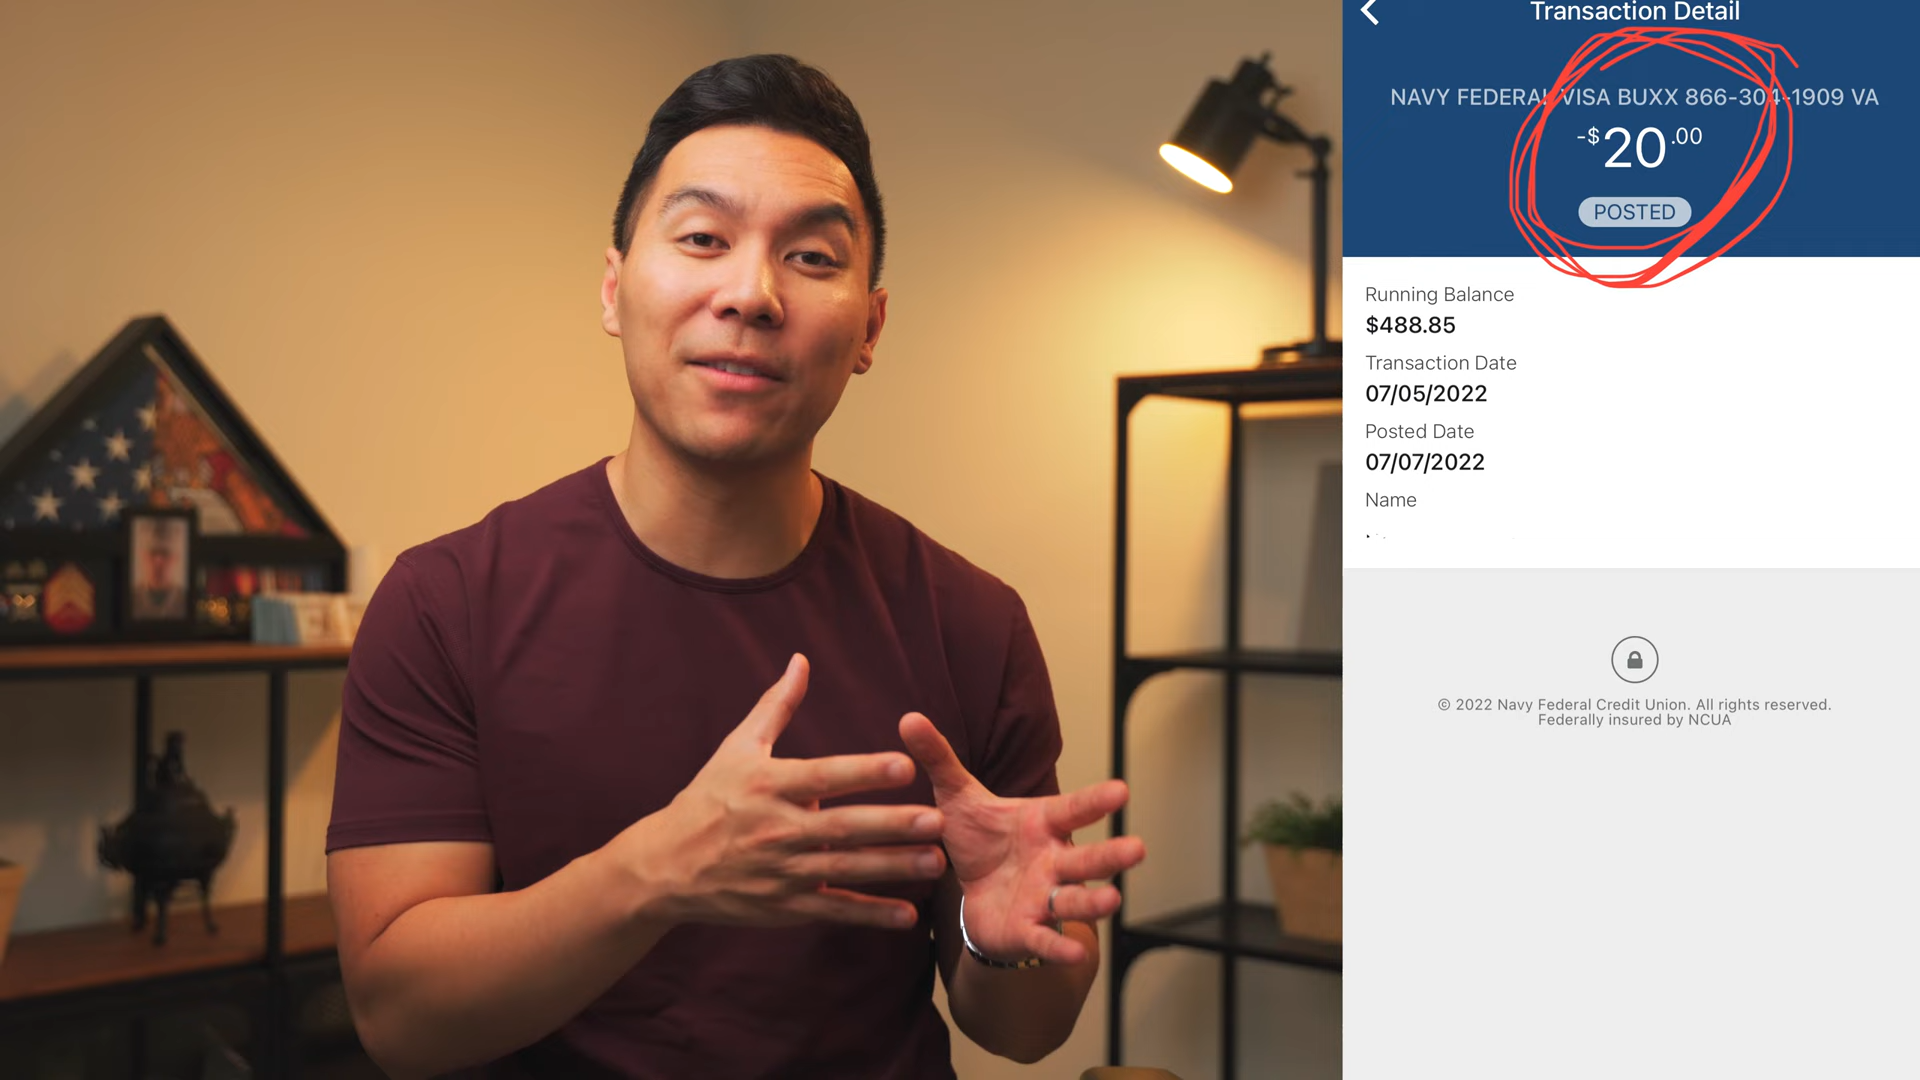 Transaction Detail
NAVY FEDERAL VISA BUXX 866-304-1909 VA
-$20.00
POSTED
Running Balance
$488.85
Transaction Date
07/05/2022
Posted Date
07/07/2022
Name
© 2022 Navy Federal Credit Union. All rights reserved.
Federally insured by NCUA